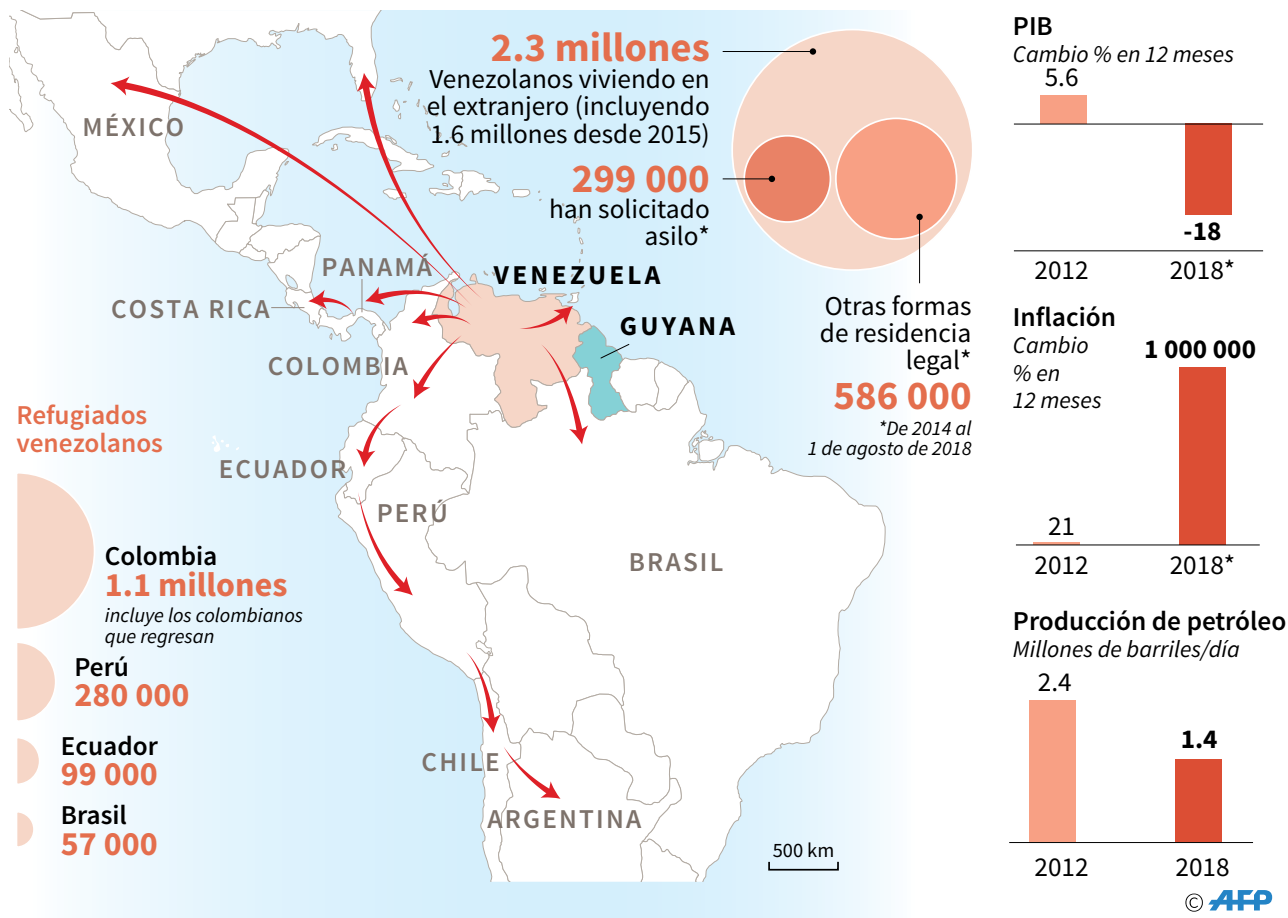 2.3 millones
Venezolanos viviendo en
el extranjero (incluyendo
1.6 millones desde 2015)
299 000
han solicitado
asilo*
Otras formas
de residencia
legal*
586 000
*De 2014 al
1 de agosto de 2018
MÉXICO
PANAMÁ
VENEZUELA
COSTA RICA
GUYANA
COLOMBIA
ECUADOR
PERÚ
BRASIL
CHILE
ARGENTINA
500 km
Refugiados
venezolanos
Colombia
1.1 millones
incluye los colombianos
que regresan
Perú
280 000
Ecuador
99 000
Brasil
57 000
PIB
Cambio % en 12 meses
5.6
-18
2012 2018*
Inflación
Cambio
% en
12 meses
1 000 000
21
2012 2018*
Producción de petróleo
Millones de barriles/día
2.4
1.4
2012 2018
© AFP